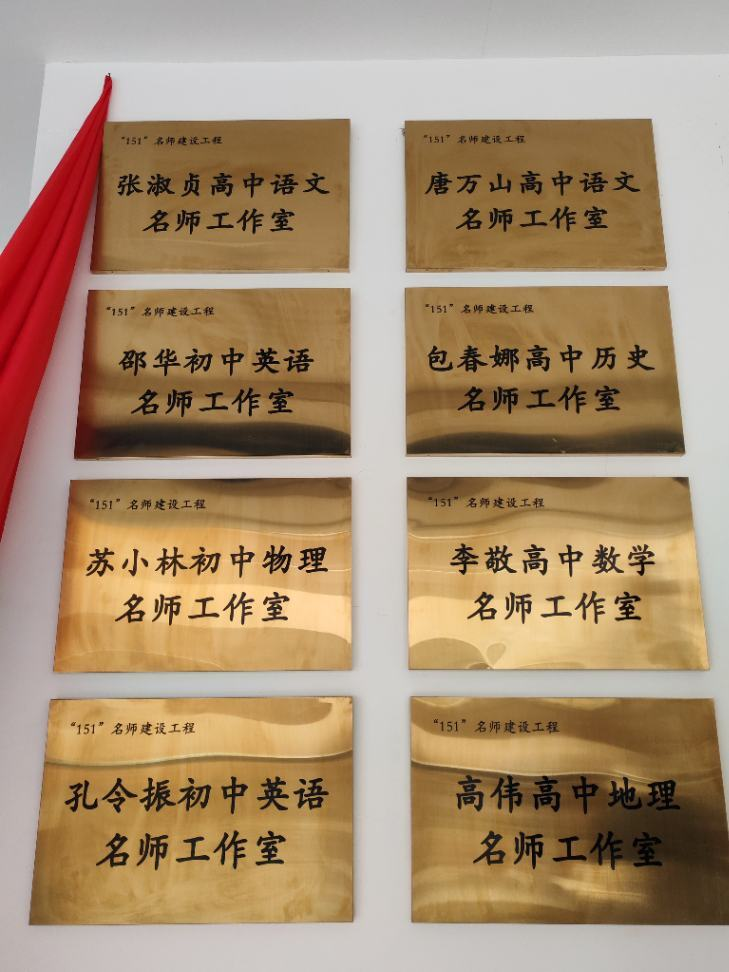 “151”名师建设工程
张淑贞高中语文
名师工作室
“151”名师建设工程
唐万山高中语文
名师工作室
“151”名师建设工程
邵华初中英语
名师工作室
“151”名师建设工程
包春娜高中历史
名师工作室
“151”名师建设工程
苏小林初中物理
名师工作室
“151”名师建设工程
李敬高中数学
名师工作室
“151”名师建设工程
孔令振初中英语
名师工作室
“151”名师建设工程
高伟高中地理
名师工作室